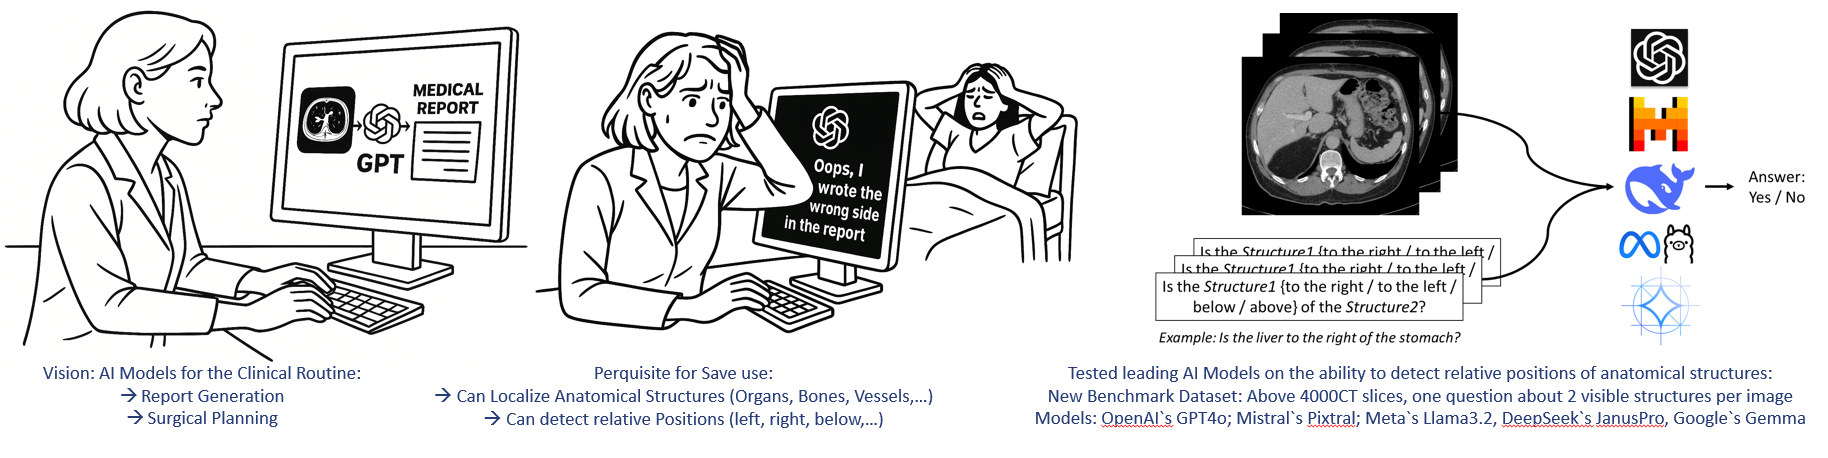 MEDICAL
REPORT
GPT
Vision: AI Models for the Clinical Routine:
→ Report Generation
→ Surgical Planning
Oops, I
wrote the
wrong side
in the report
Perquisite for Save use:
→ Can Localize Anatomical Structures (Organs, Bones, Vessels,...)
→ Can detect relative Positions (left, right, below,...)
Is the Structure1 {to the right / to the left /
Is the Structure1 {to the right / to the left /
Is the Structure1 {to the right / to the left /
below / above} of the Structure2?
Example: Is the liver to the right of the stomach?
Answer:
Yes / No
Tested leading AI Models on the ability to detect relative positions of anatomical structures:
New Benchmark Dataset: Above 4000CT slices, one question about 2 visible structures per image
Models: OpenAI`s GPT4o; Mistral`s Pixtral; Meta`s Llama3.2, DeepSeek`s JanusPro, Google`s Gemma